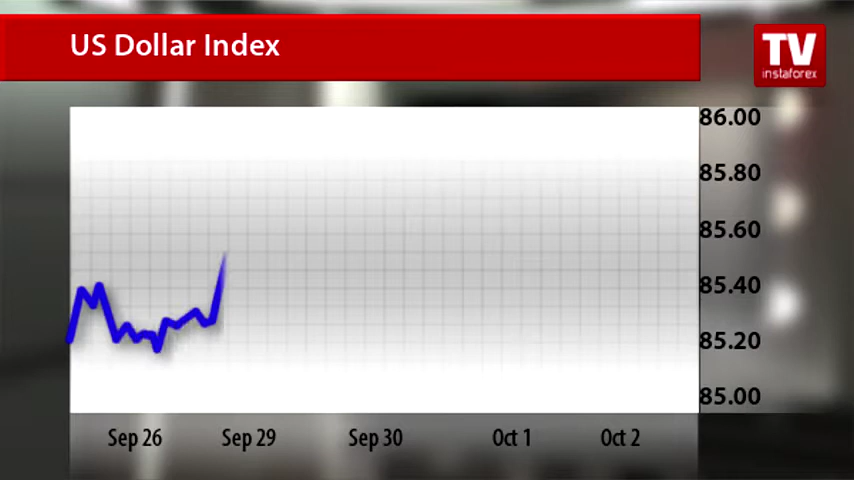 US Dollar Index
TV
instaforex
86.00
85.80
85.60
85.40
85.20
85.00
Sep 26 Sep 29 Sep 30 Oct 1 Oct 2